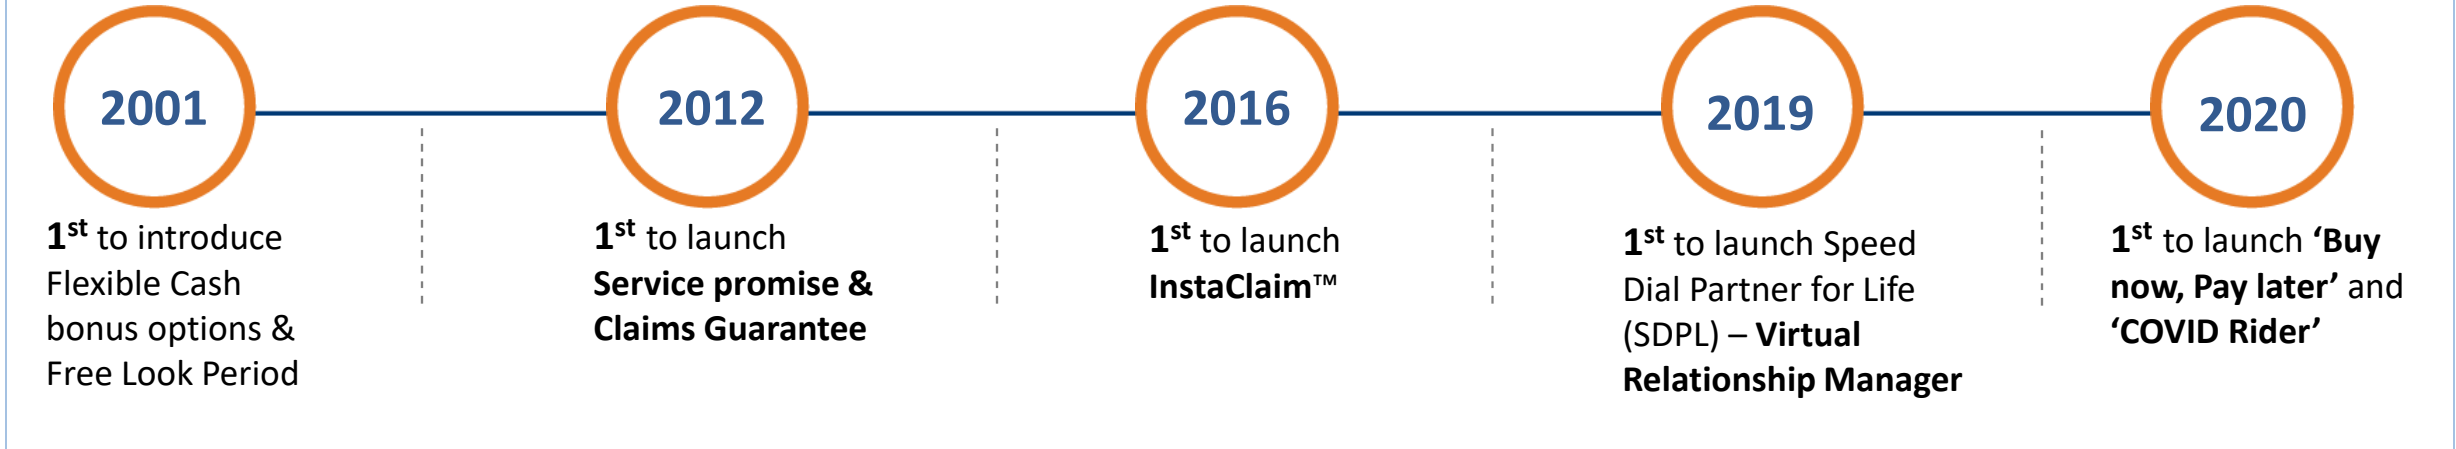 2001
1st to introduce
Flexible Cash
bonus options &
Free Look Period
2012
1st to launch
Service promise &
Claims Guarantee
2016
1st to launch
InstaClaim™
2019
1st to launch Speed
Dial Partner for Life
(SDPL) – Virtual
Relationship Manager
2020
1st to launch ‘Buy
now, Pay later’ and
‘COVID Rider’